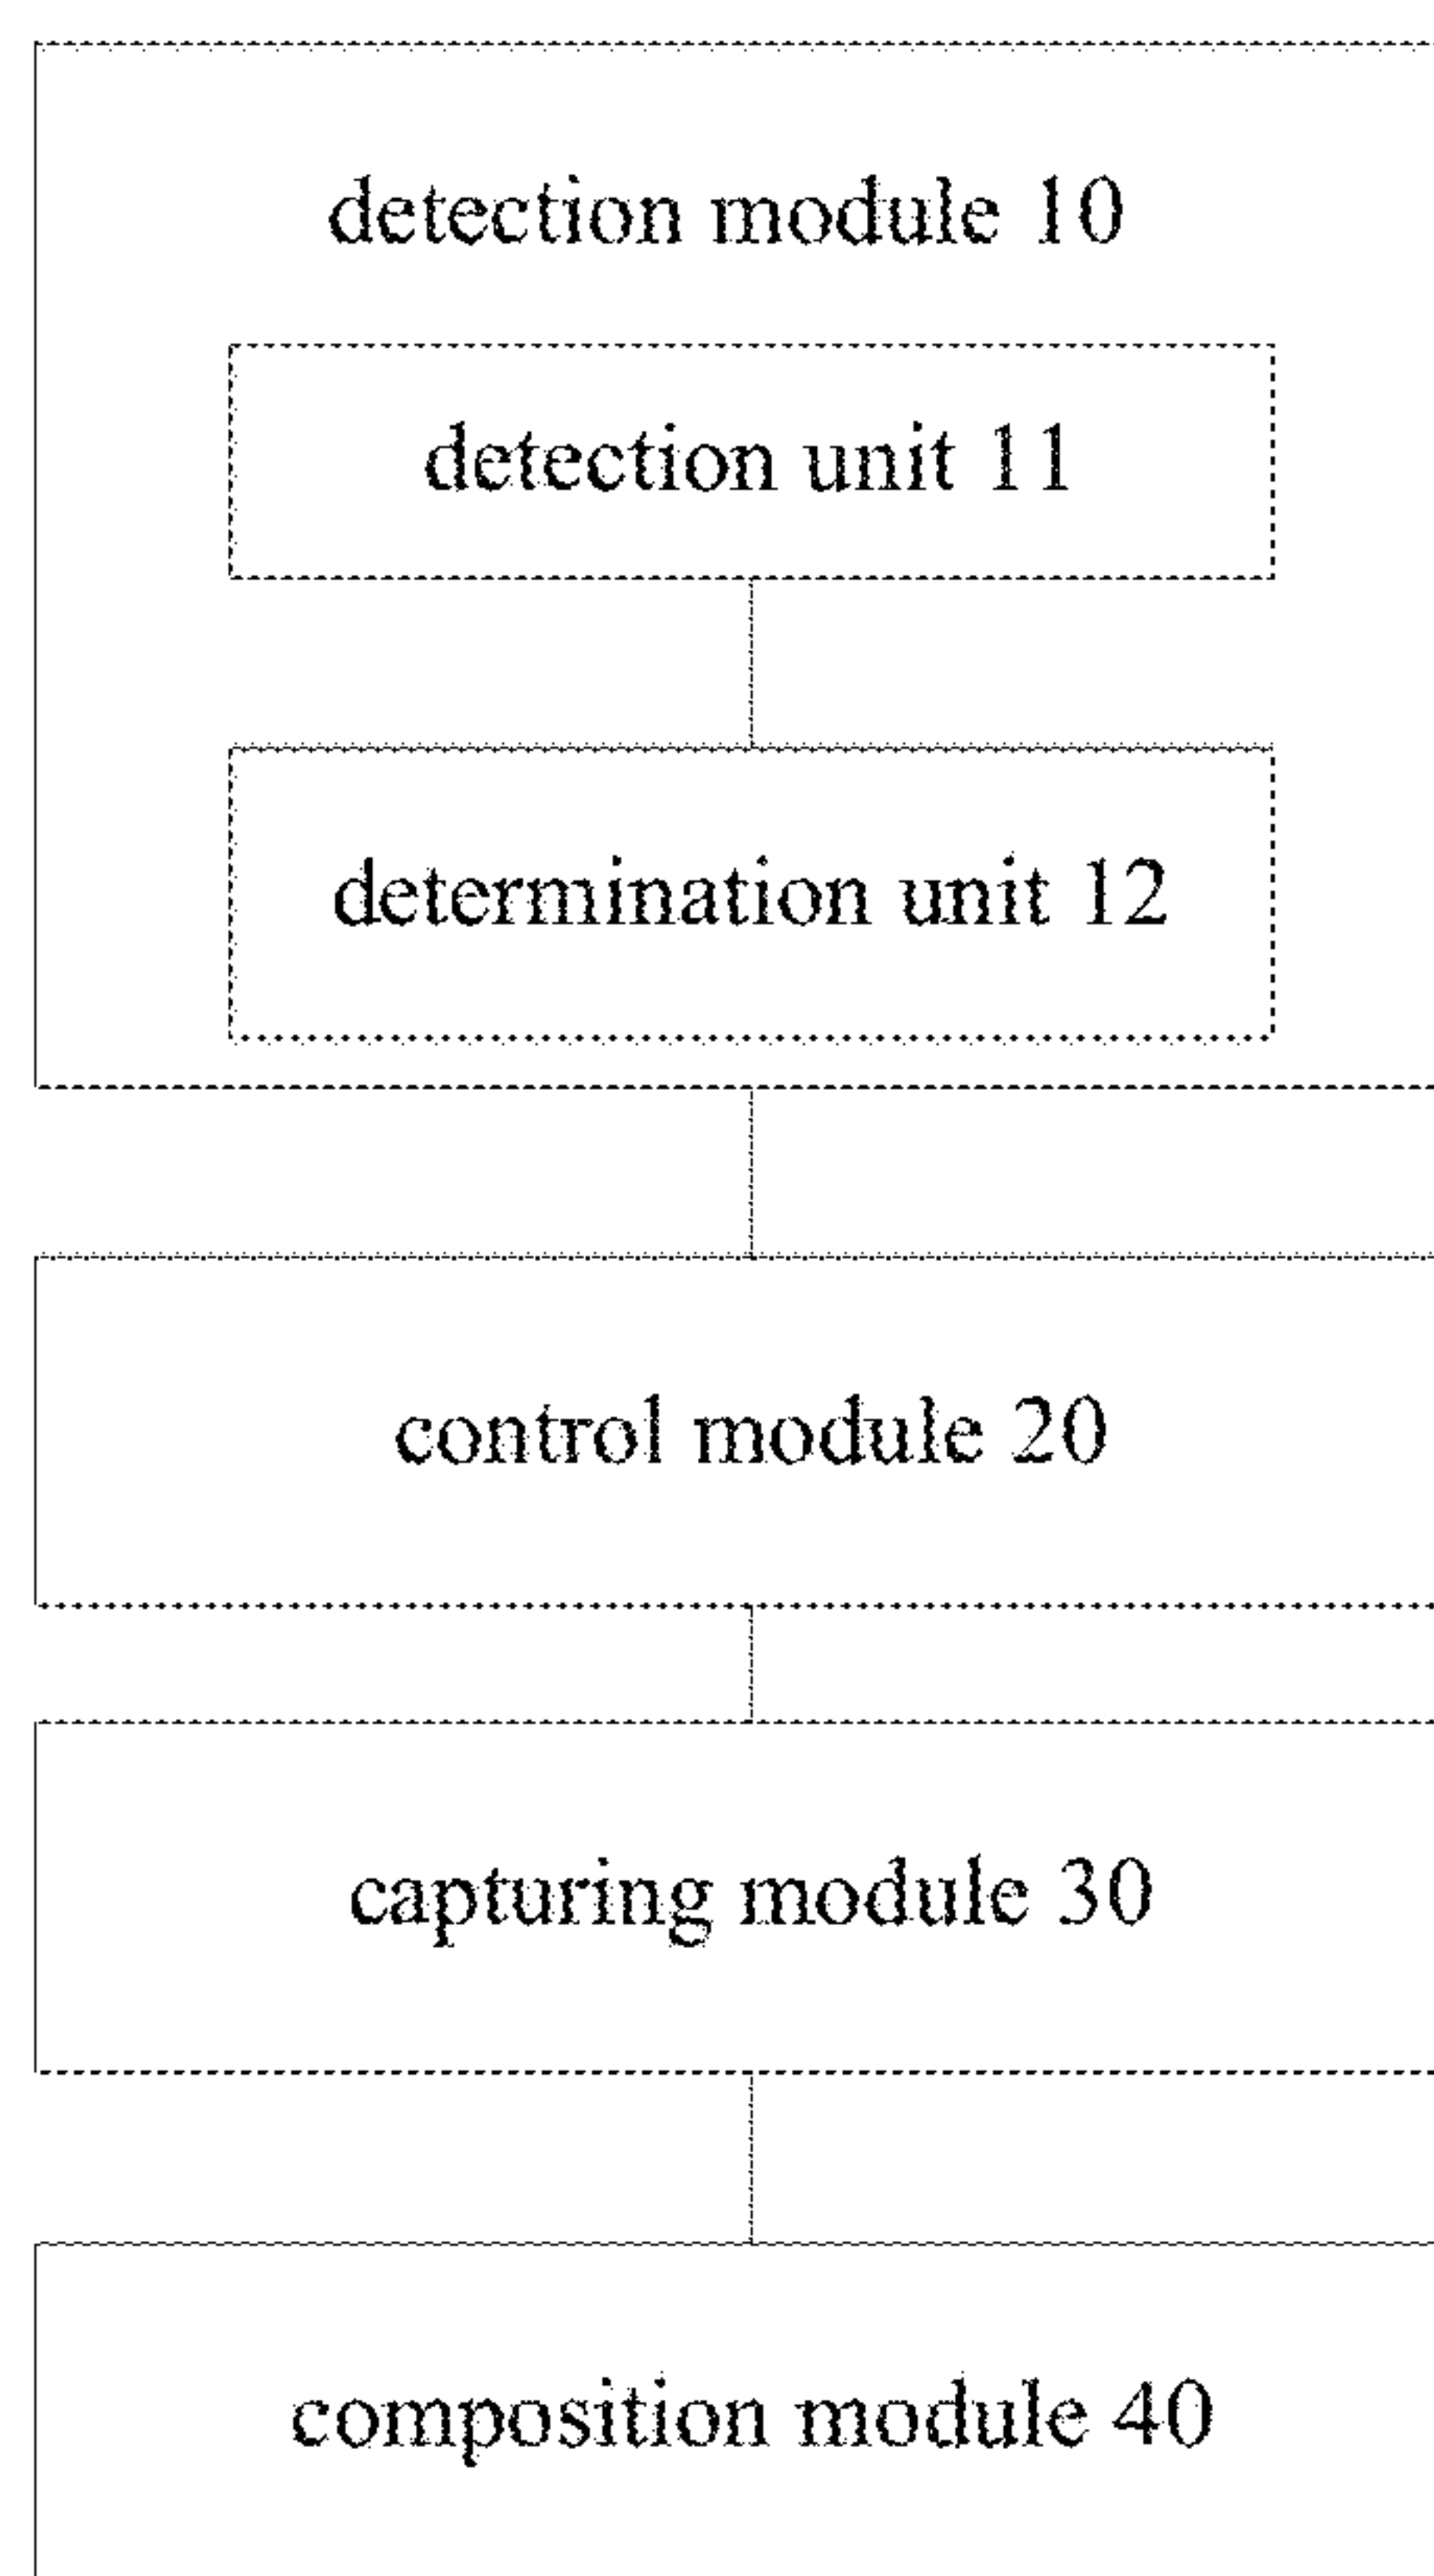 detection module 10
detection unit 11
determination unit 12
control module 20
capturing module 30
composition module 40